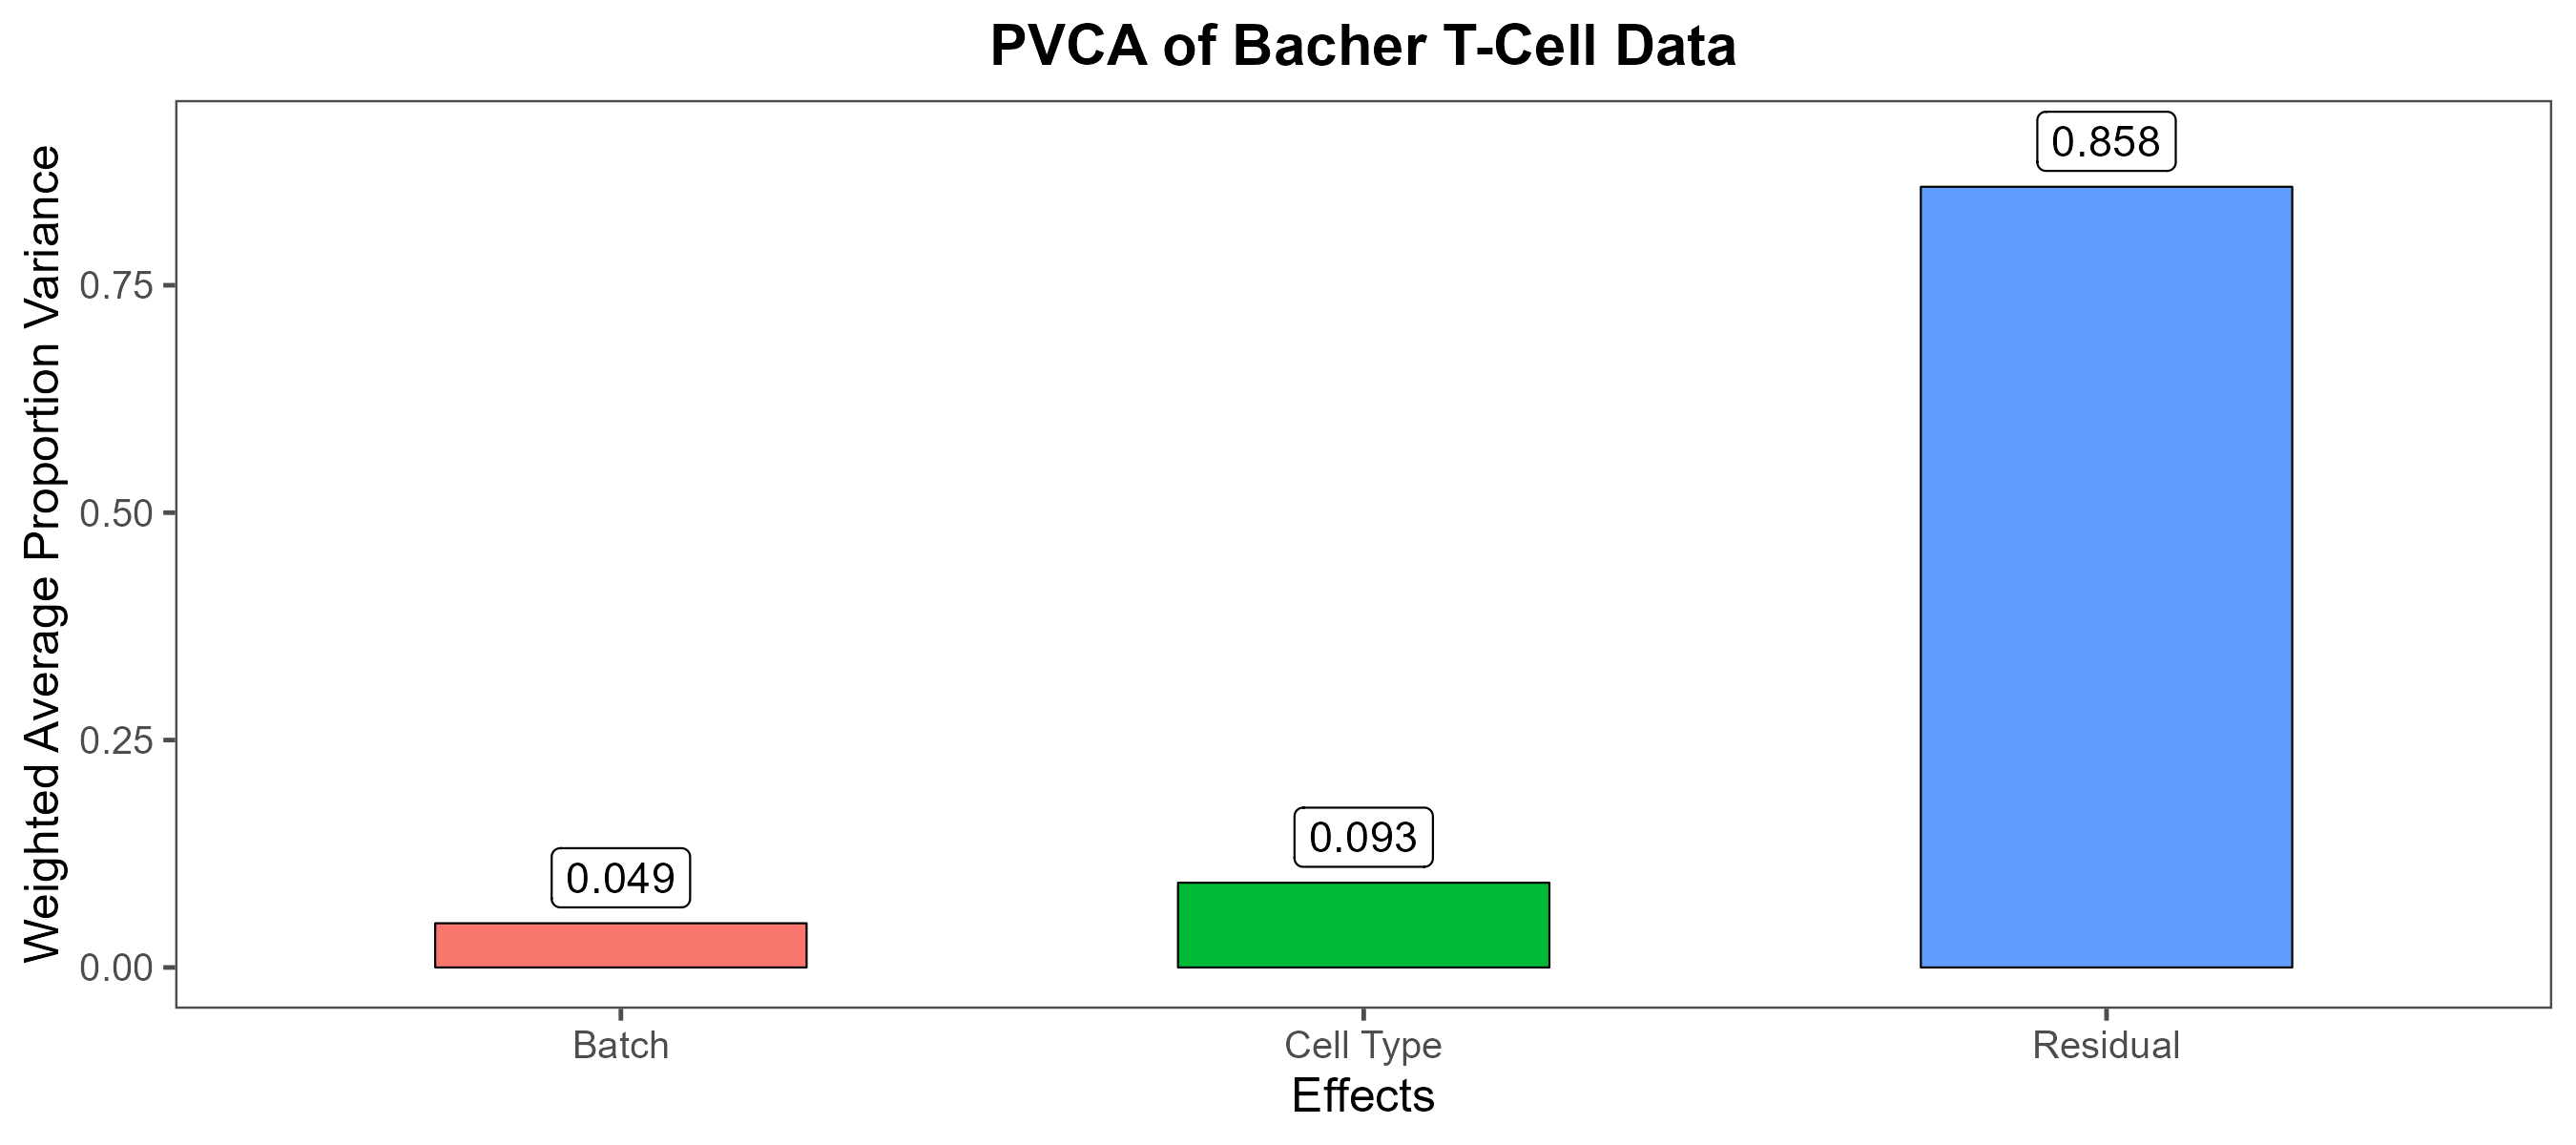 PVCA of Bacher T-Cell Data
Weighted Average Proportion Variance
0.75
0.50
0.25
0.00
0.049
0.093
0.858
Batch
Cell Type
Residual
Effects